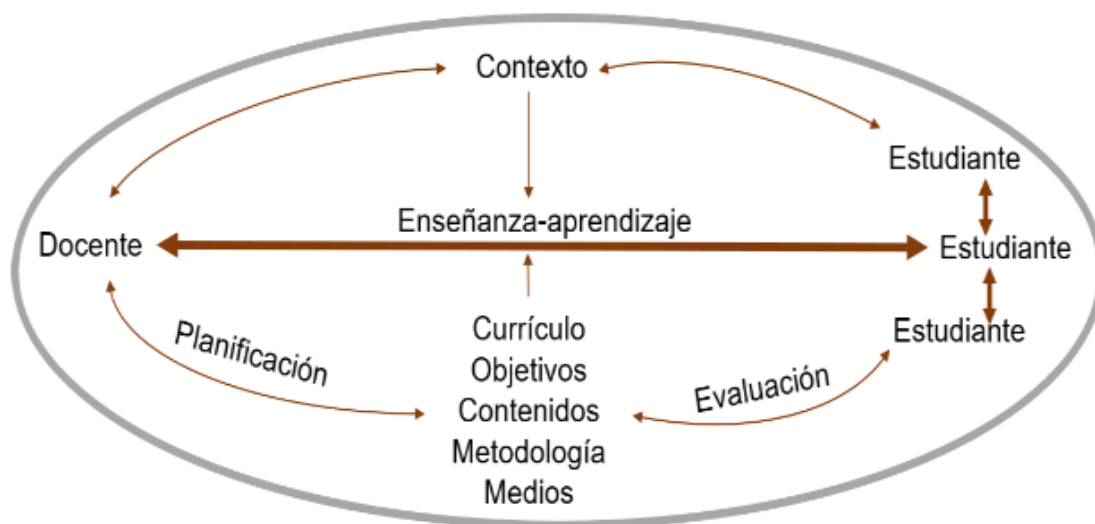 Contexto
Estudiante
Enseñanza-aprendizaje
Docente
Estudiante
Planificación
Currículo
Objetivos
Contenidos
Metodología
Medios
Estudiante
Evaluación